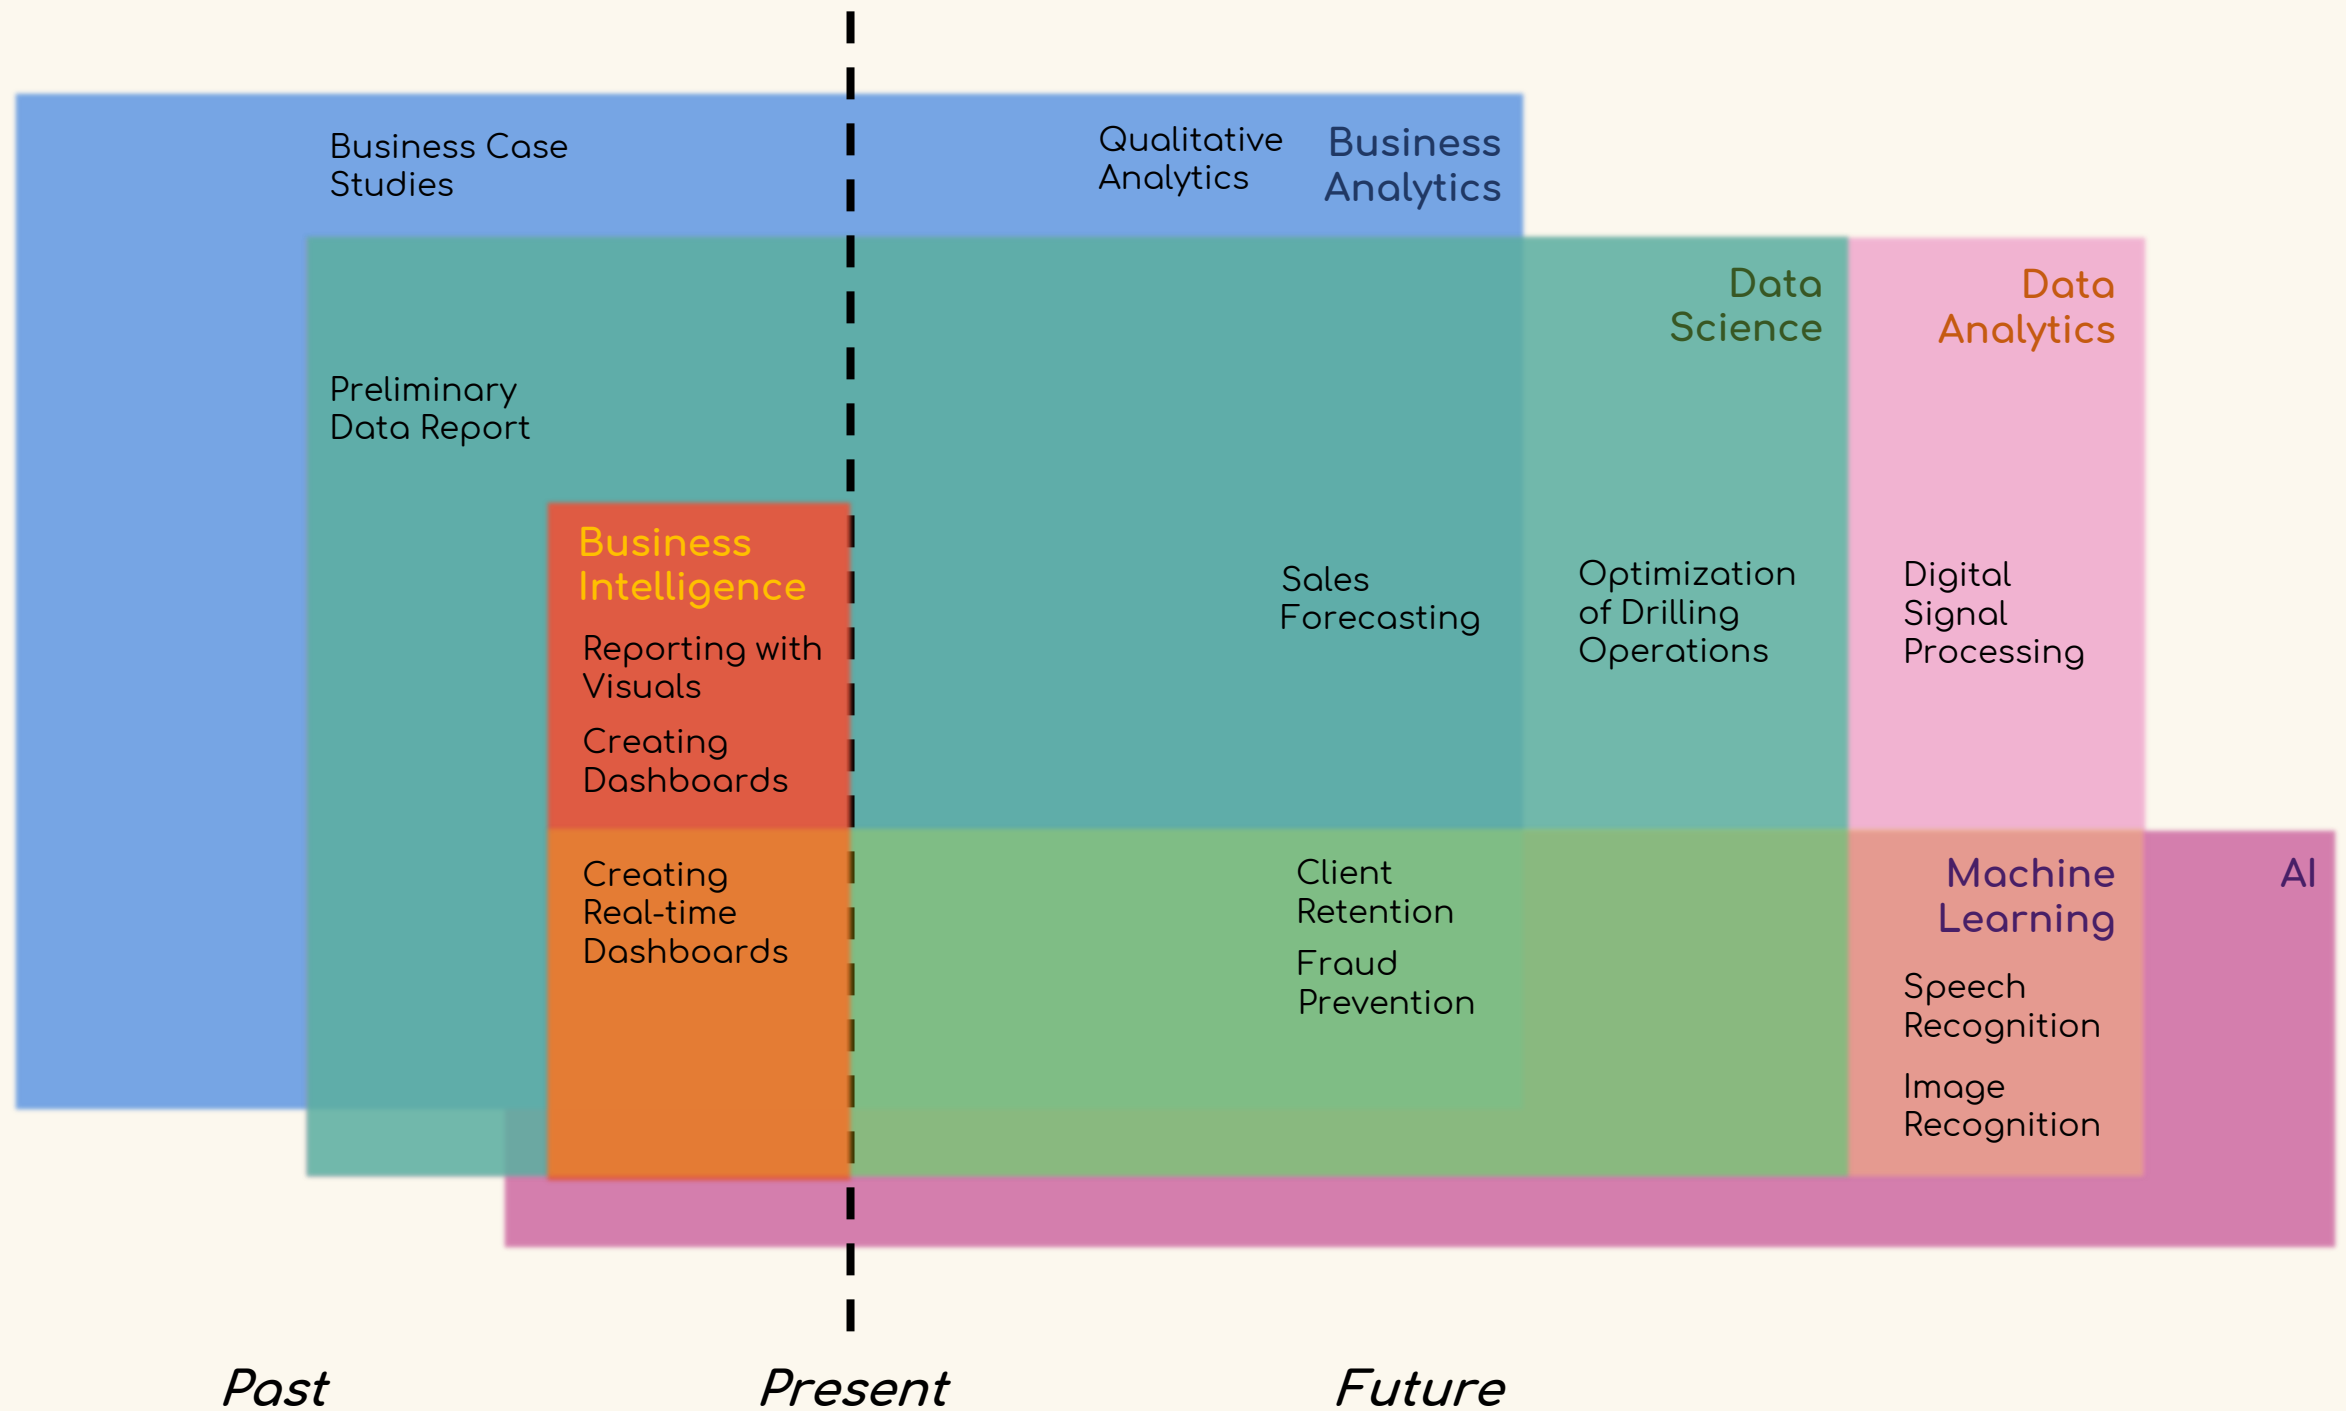 Business Case
Studies
Qualitative
Analytics
Business
Analytics
Data
Science
Data
Analytics
Preliminary
Data Report
Business
Intelligence
Reporting with
Visuals
Creating
Dashboards
Sales
Forecasting
Optimization
of Drilling
Operations
Digital
Signal
Processing
Creating
Real-time
Dashboards
Client
Retention
Fraud
Prevention
Machine
Learning
Speech
Recognition
Image
Recognition
AI
Past
Present
Future